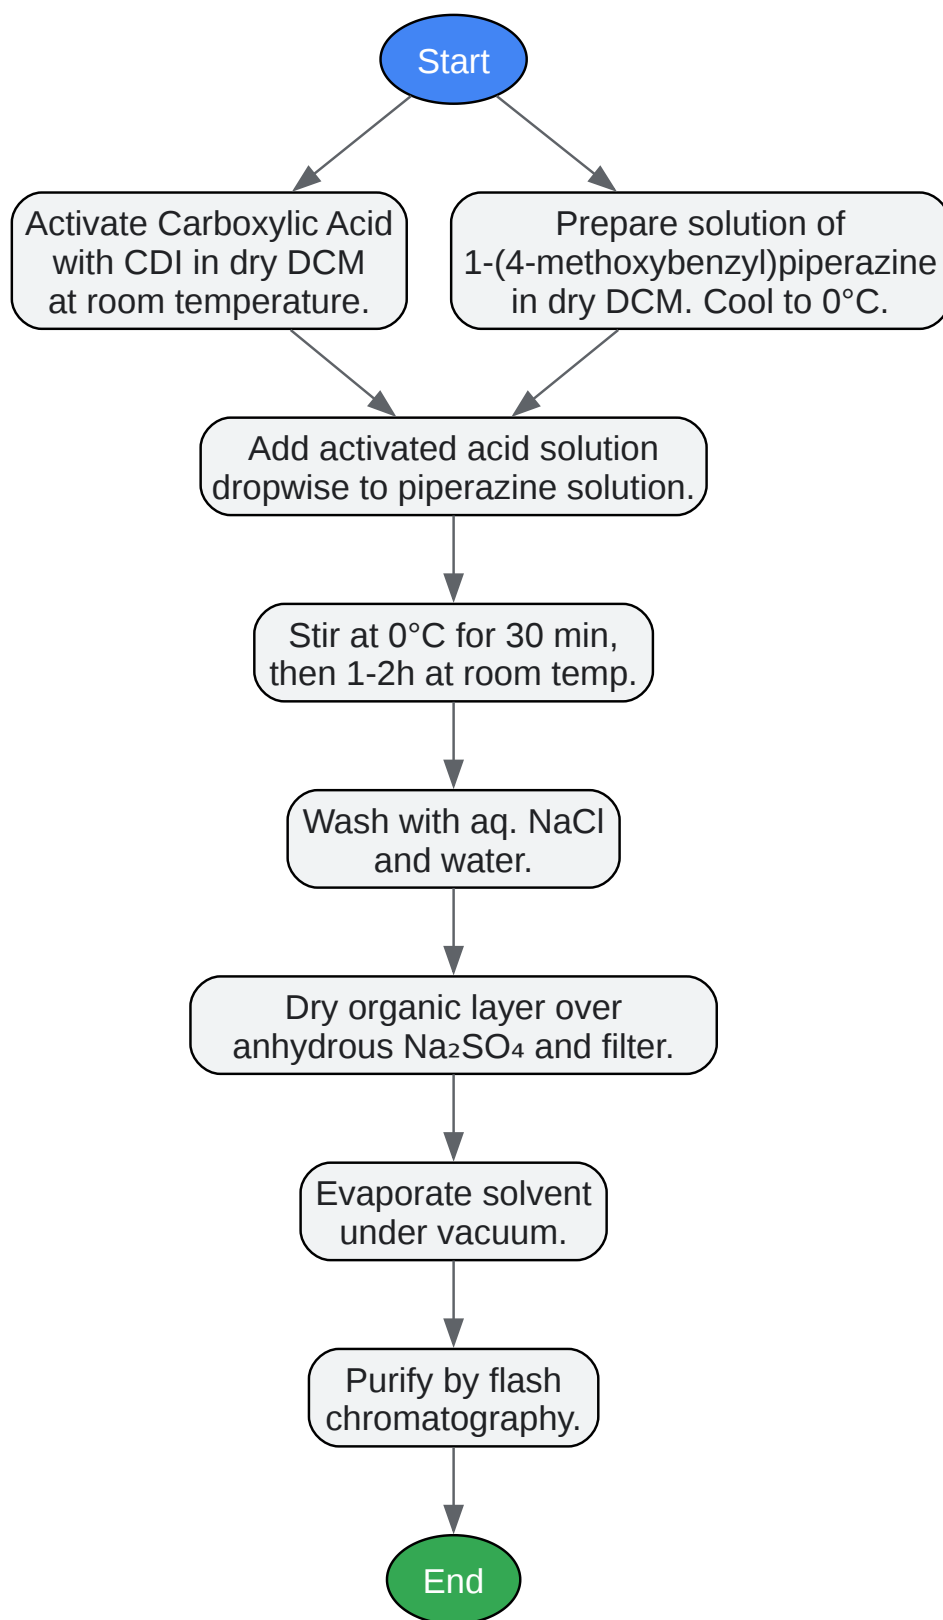 Start
Activate Carboxylic Acid
with CDI in dry DCM
at room temperature.
Prepare solution of
1-(4-methoxybenzyl)piperazine
in dry DCM. Cool to 0°C.
Add activated acid solution
dropwise to piperazine solution.
Stir at 0°C for 30 min,
then 1-2h at room temp.
Wash with aq. NaCl
and water.
Dry organic layer over
anhydrous Na₂SO₄ and filter.
Evaporate solvent
under vacuum.
Purify by flash
chromatography.
End